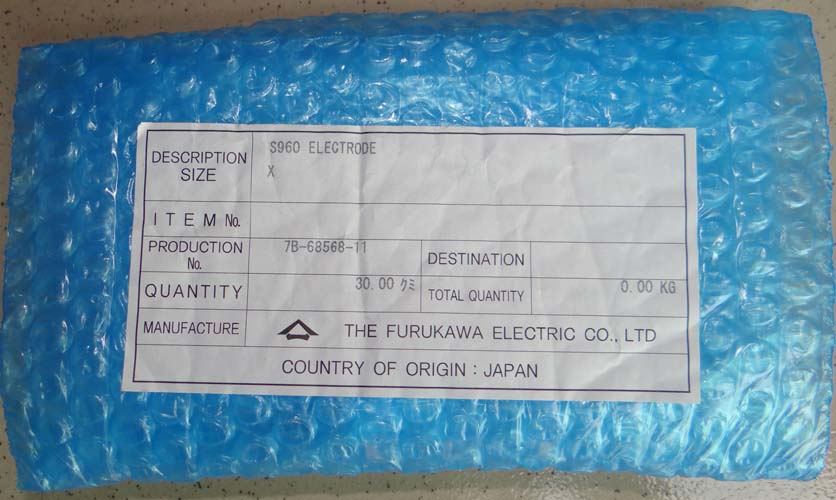 DESCRIPTION SIZE
S960 ELECTRODE
X
ITEM No.
PRODUCTION No.
7B-68568-11
DESTINATION
QUANTITY
30.00 クミ
TOTAL QUANTITY
0.00 KG
MANUFACTURE
THE FURUKAWA ELECTRIC CO., LTD
COUNTRY OF ORIGIN : JAPAN